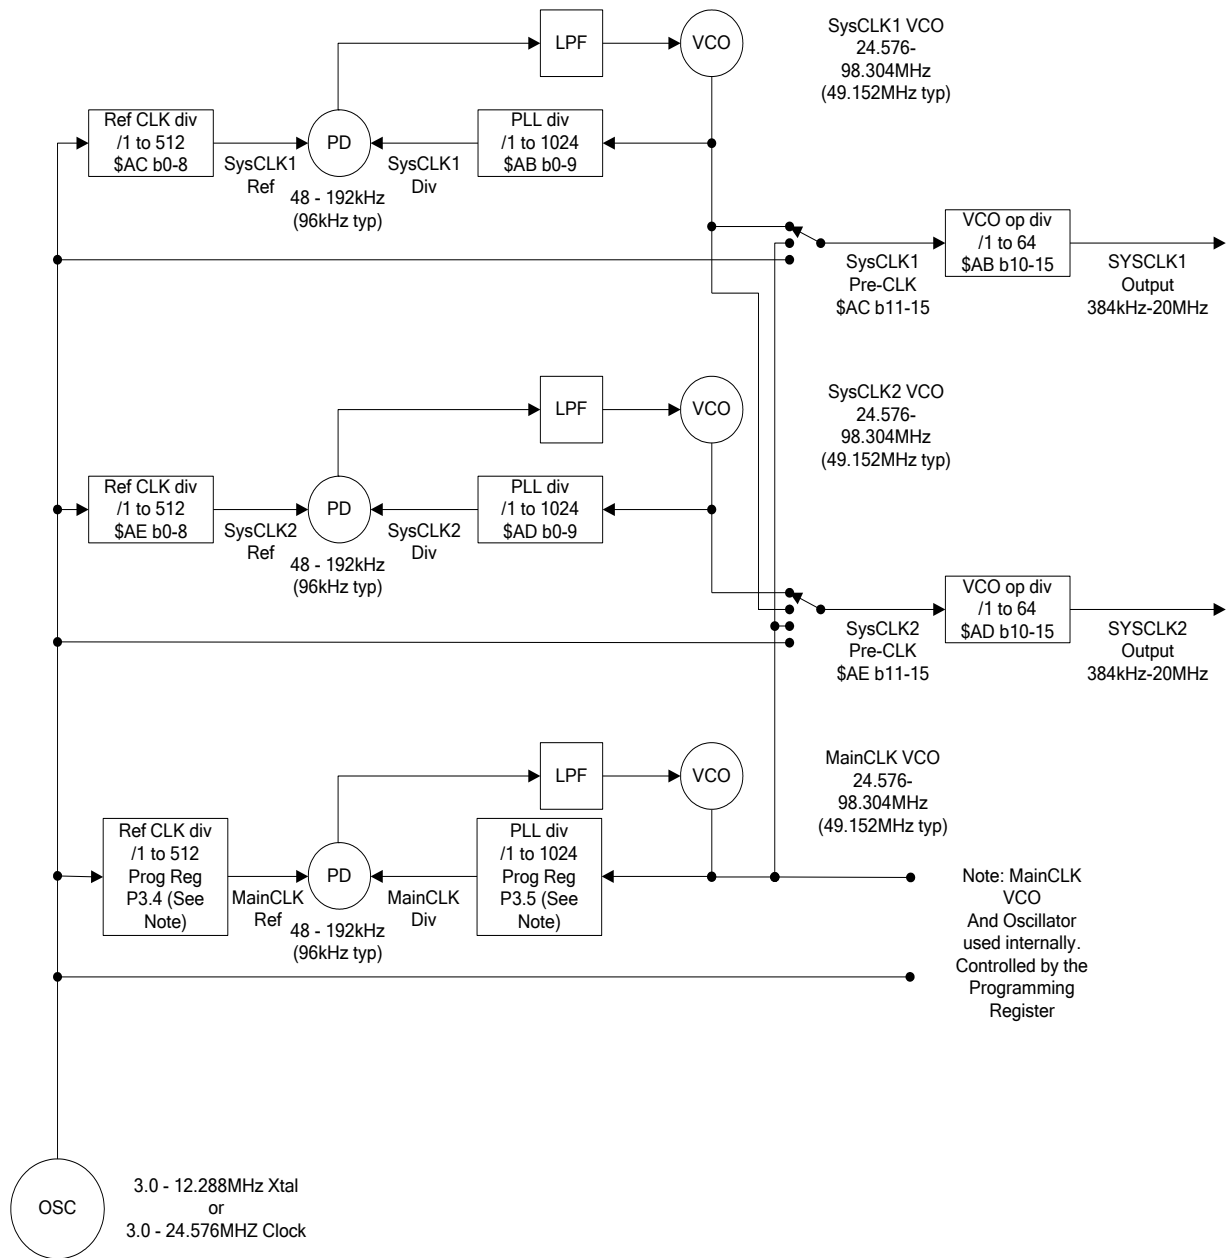 LPF
VCO
SysCLK1 VCO
24.576-
98.304MHz
(49.152MHz typ)
Ref CLK div
/1 to 512
$AC b0-8
SysCLK1
Ref
PD
48 - 192kHz
(96kHz typ)
SysCLK1
Div
PLL div
/1 to 1024
$AB b0-9
SysCLK1
Pre-CLK
$AC b11-15
VCO op div
/1 to 64
$AB b10-15
SYSCLK1
Output
384kHz-20MHz
LPF
VCO
SysCLK2 VCO
24.576-
98.304MHz
(49.152MHz typ)
Ref CLK div
/1 to 512
$AE b0-8
SysCLK2
Ref
PD
48 - 192kHz
(96kHz typ)
SysCLK2
Div
PLL div
/1 to 1024
$AD b0-9
SysCLK2
Pre-CLK
$AE b11-15
VCO op div
/1 to 64
$AD b10-15
SYSCLK2
Output
384kHz-20MHz
LPF
VCO
MainCLK VCO
24.576-
98.304MHz
(49.152MHz typ)
Ref CLK div
/1 to 512
Prog Reg
P3.4 (See
Note)
MainCLK
Ref
PD
48 - 192kHz
(96kHz typ)
MainCLK
Div
PLL div
/1 to 1024
Prog Reg
P3.5 (See
Note)
Note: MainCLK
VCO
And Oscillator
used internally.
Controlled by the
Programming
Register
OSC
3.0 - 12.288MHz Xtal
or
3.0 - 24.576MHZ Clock